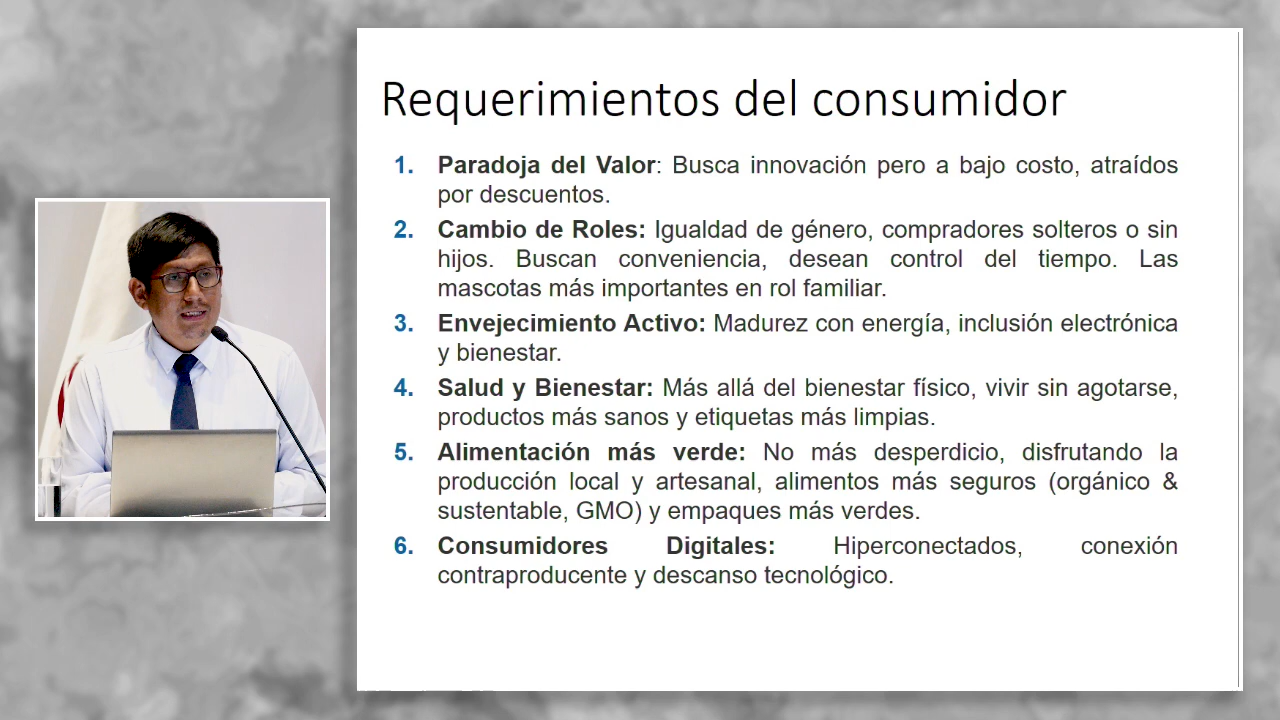 Requerimientos del consumidor
1. Paradoja del Valor: Busca innovación pero a bajo costo, atraídos
por descuentos.
2. Cambio de Roles: Igualdad de género, compradores solteros o sin
hijos. Buscan conveniencia, desean control del tiempo. Las
mascotas más importantes en rol familiar.
3. Envejecimiento Activo: Madurez con energía, inclusión electrónica
y bienestar.
4. Salud y Bienestar: Más allá del bienestar físico, vivir sin agotarse,
productos más sanos y etiquetas más limpias.
5. Alimentación más verde: No más desperdicio, disfrutando la
producción local y artesanal, alimentos más seguros (orgánico &
sustentable, GMO) y empaques más verdes.
6. Consumidores Digitales: Hiperconectados, conexión
contraproducente y descanso tecnológico.